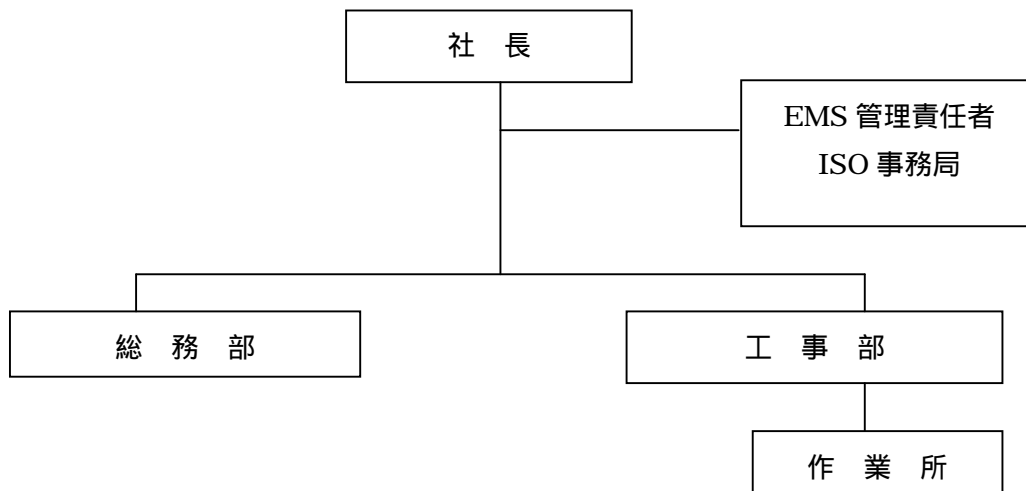 社 長
EMS 管理責任者
ISO 事務局
総 務 部
工 事 部
作 業 所